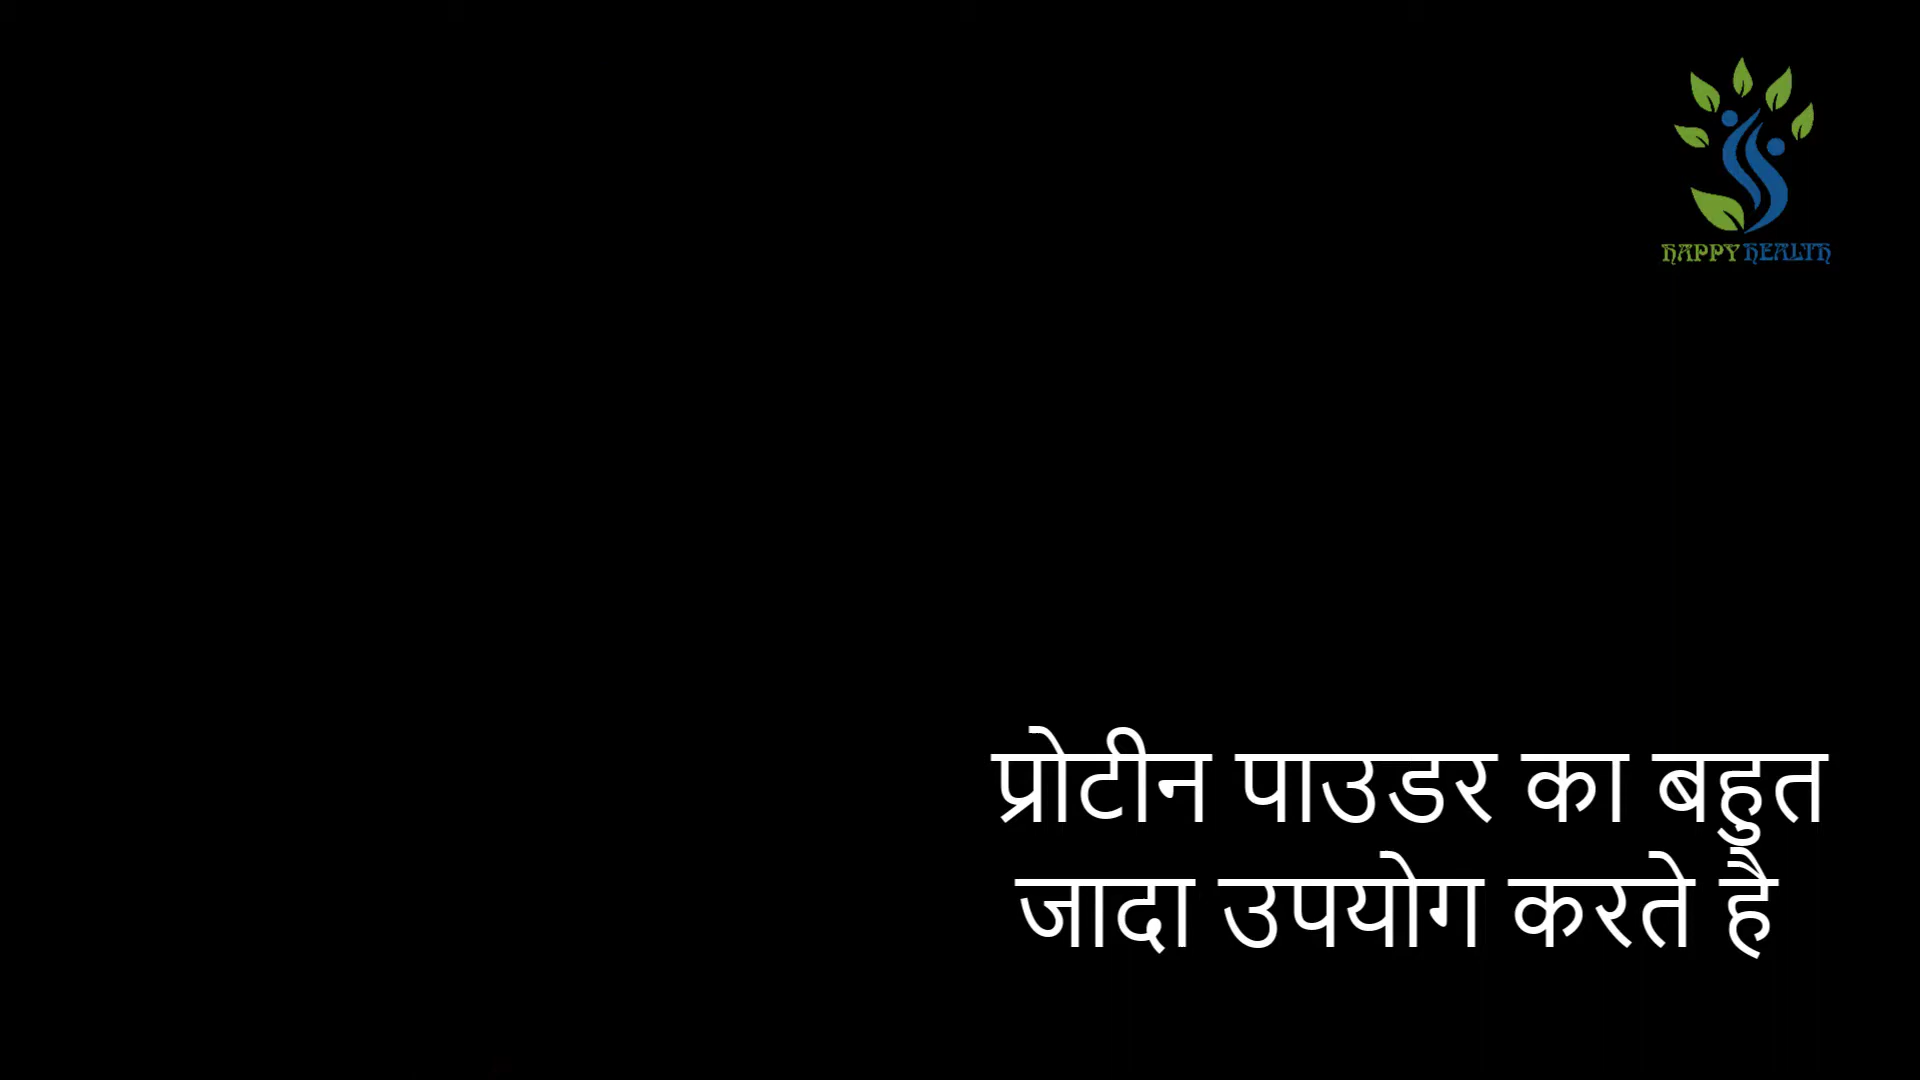 HAPPY HEALTH
प्रोटीन पाउडर का बहुत
जादा उपयोग करते है